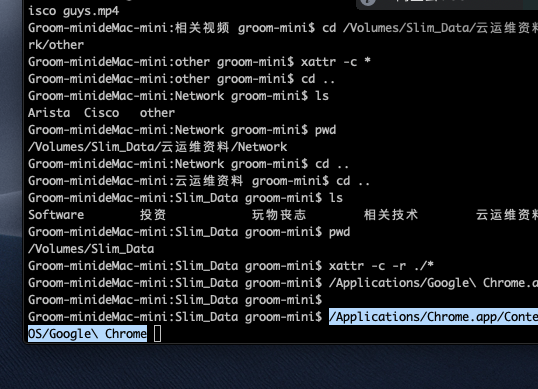 isco guys.mp4
Groom-minideMac-mini:相关视频 groom-mini$ cd /Volumes/Slim_Data/云运维资料
rk/other
Groom-minideMac-mini:other groom-mini$ xattr -c *
Groom-minideMac-mini:other groom-mini$ cd ..
Groom-minideMac-mini:Network groom-mini$ ls
Arista Cisco other
Groom-minideMac-mini:Network groom-mini$ pwd
/Volumes/Slim_Data/云运维资料/Network
Groom-minideMac-mini:Network groom-mini$ cd ..
Groom-minideMac-mini:云运维资料 groom-mini$ cd ..
Groom-minideMac-mini:Slim_Data groom-mini$ ls
Software 投资 玩物丧志 相关技术 云运维资
Groom-minideMac-mini:Slim_Data groom-mini$ pwd
/Volumes/Slim_Data
Groom-minideMac-mini:Slim_Data groom-mini$ xattr -c -r ./*
Groom-minideMac-mini:Slim_Data groom-mini$ /Applications/Google\ Chrome.a
Groom-minideMac-mini:Slim_Data groom-mini$
Groom-minideMac-mini:Slim_Data groom-mini$ /Applications/Chrome.app/Conte
OS/Google\ Chrome